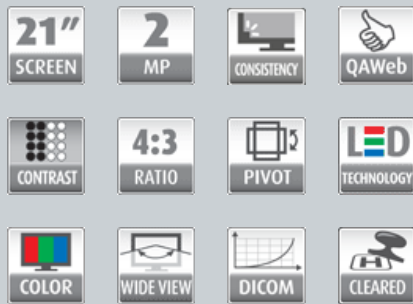 21″
SCREEN
2
MP
CONSISTENCY
QAWeb
CONTRAST
4:3
RATIO
PIVOT
LED
TECHNOLOGY
COLOR
WIDE VIEW
DICOM
H
CLEARED